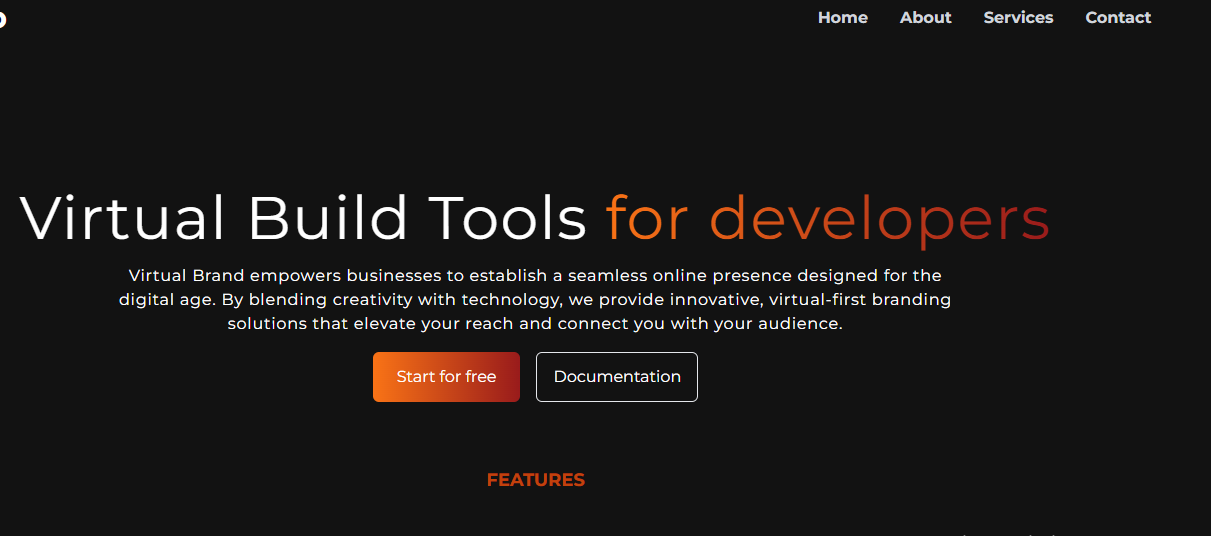 Home About Services Contact
Virtual Build Tools for developers
Virtual Brand empowers businesses to establish a seamless online presence designed for the
digital age. By blending creativity with technology, we provide innovative, virtual-first branding
solutions that elevate your reach and connect you with your audience.
Start for free Documentation
FEATURES